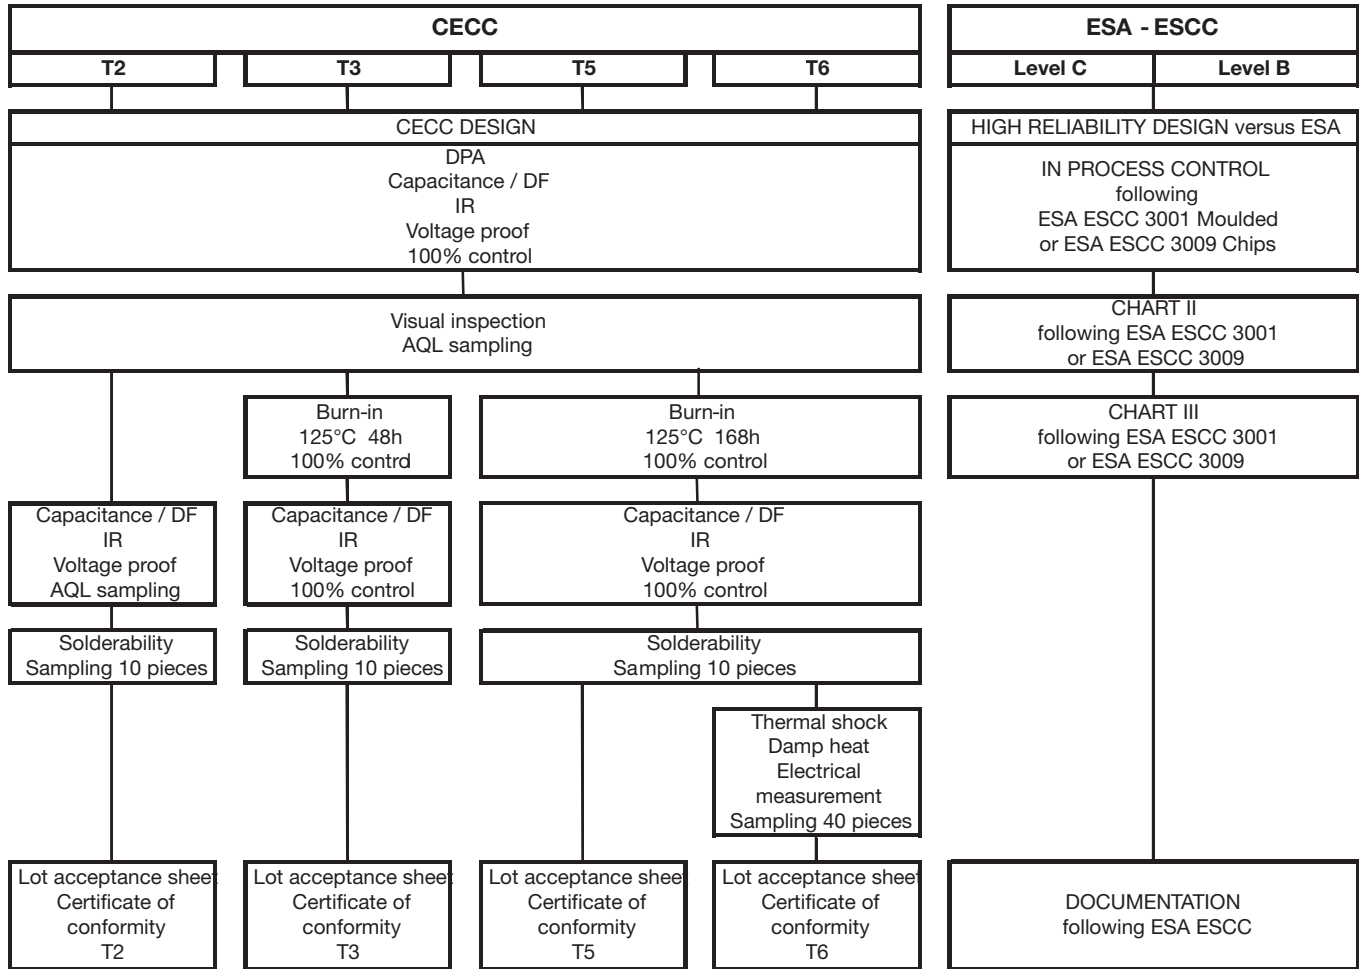 CECC
T2
T3
T5
T6
CECC DESIGN
DPA
Capacitance / DF
IR
Voltage proof
100% control
Visual inspection
AQL sampling
Burn-in
125°C 48h
100% contrd
Burn-in
125°C 168h
100% control
Capacitance / DF
IR
Voltage proof
AQL sampling
Capacitance / DF
IR
Voltage proof
100% control
Capacitance / DF
IR
Voltage proof
100% control
Solderability
Sampling 10 pieces
Solderability
Sampling 10 pieces
Solderability
Sampling 10 pieces
Thermal shock
Damp heat
Electrical
measurement
Sampling 40 pieces
Lot acceptance sheet
Certificate of
conformity
T2
Lot acceptance sheet
Certificate of
conformity
T3
Lot acceptance sheet
Certificate of
conformity
T5
Lot acceptance sheet
Certificate of
conformity
T6
ESA - ESCC
Level C
Level B
HIGH RELIABILITY DESIGN versus ESA
IN PROCESS CONTROL
following
ESA ESCC 3001 Moulded
or ESA ESCC 3009 Chips
CHART II
following ESA ESCC 3001
or ESA ESCC 3009
CHART III
following ESA ESCC 3001
or ESA ESCC 3009
DOCUMENTATION
following ESA ESCC